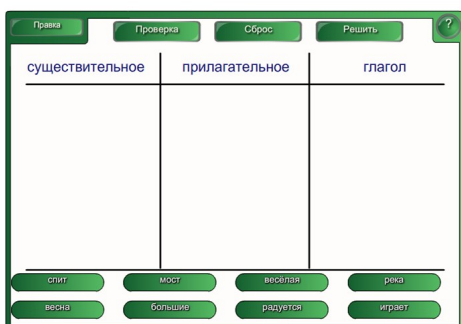 Правка Проверка Сброс Решить ?
существительное прилагательное глагол
спит мост весёлая река
весна большие радуется играет